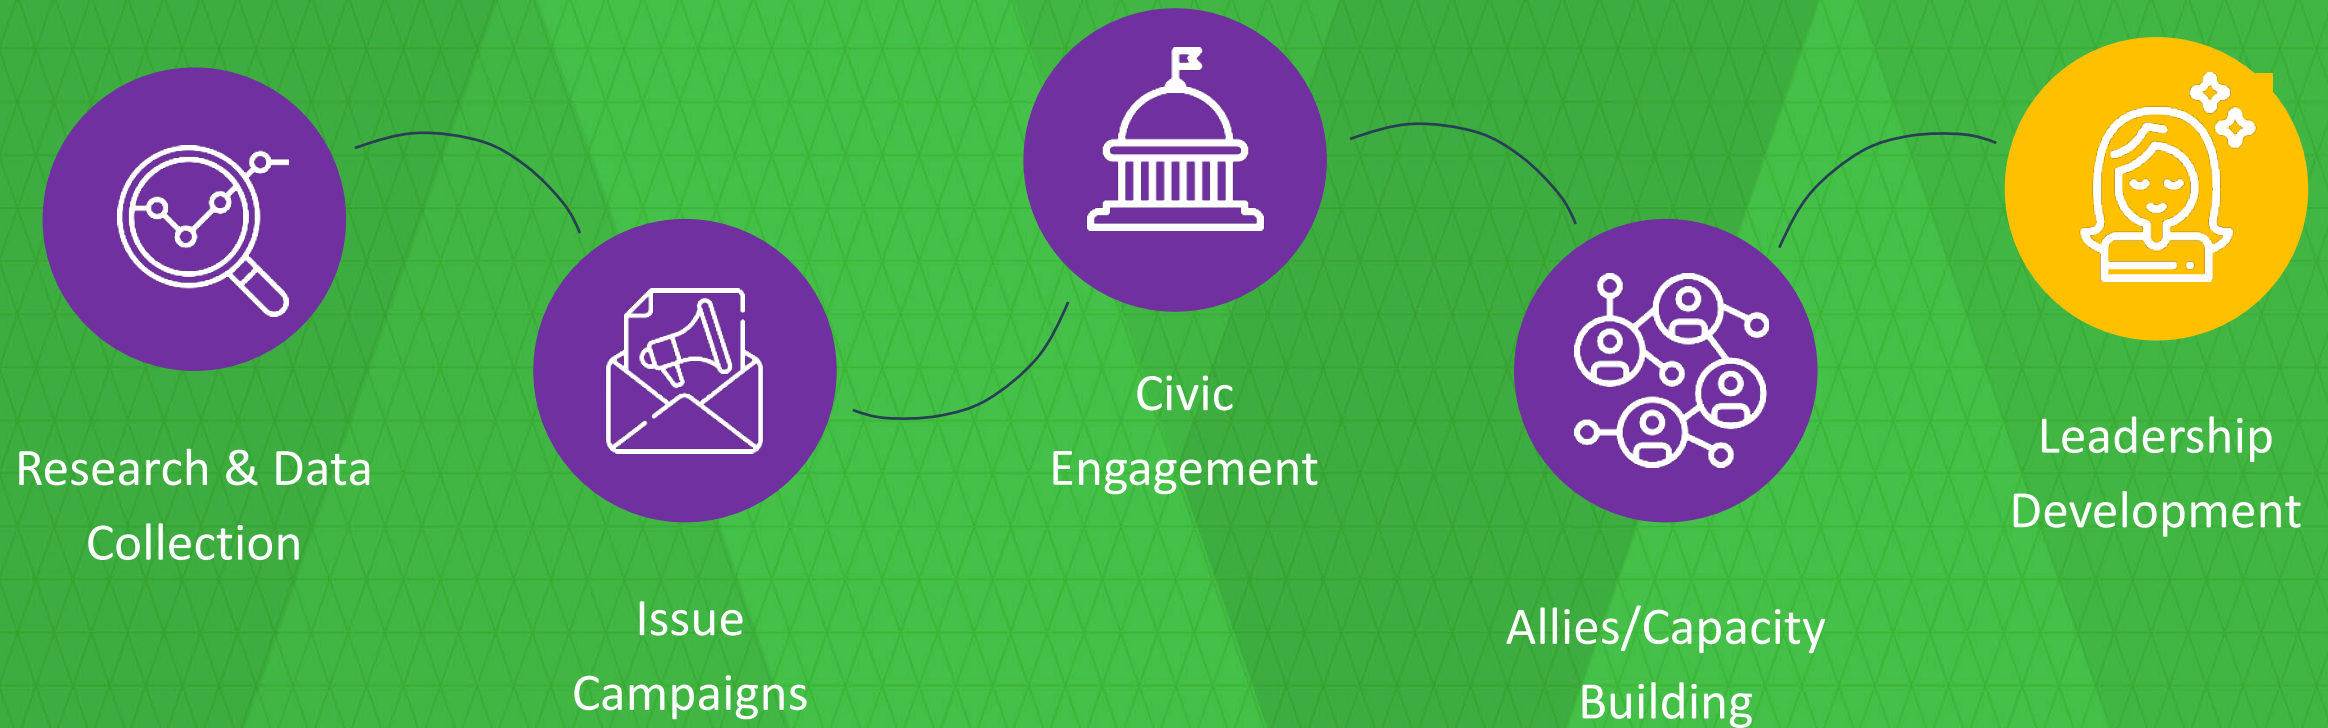 Research & Data
Collection
Issue
Campaigns
Civic
Engagement
Allies/Capacity
Building
Leadership
Development